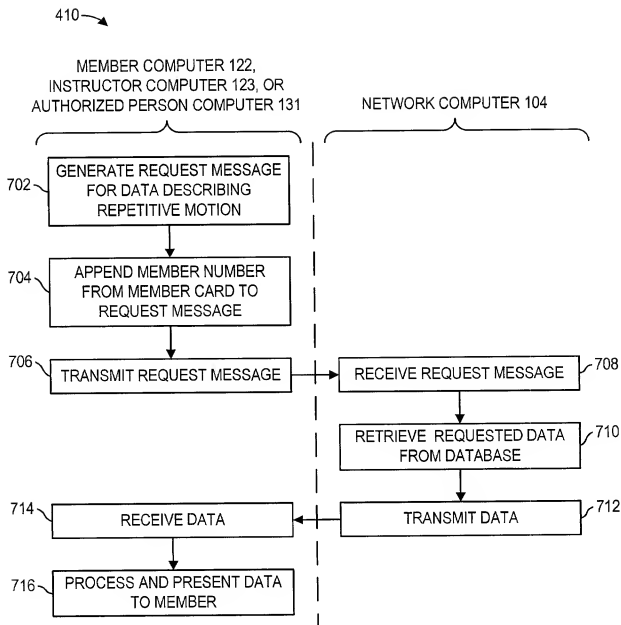 410
MEMBER COMPUTER 122,
INSTRUCTOR COMPUTER 123, OR
AUTHORIZED PERSON COMPUTER 131
NETWORK COMPUTER 104
702
GENERATE REQUEST MESSAGE
FOR DATA DESCRIBING
REPETITIVE MOTION
704
APPEND MEMBER NUMBER
FROM MEMBER CARD TO
REQUEST MESSAGE
706
TRANSMIT REQUEST MESSAGE
RECEIVE REQUEST MESSAGE
708
RETRIEVE REQUESTED DATA
FROM DATABASE
710
TRANSMIT DATA
712
714
RECEIVE DATA
716
PROCESS AND PRESENT DATA
TO MEMBER